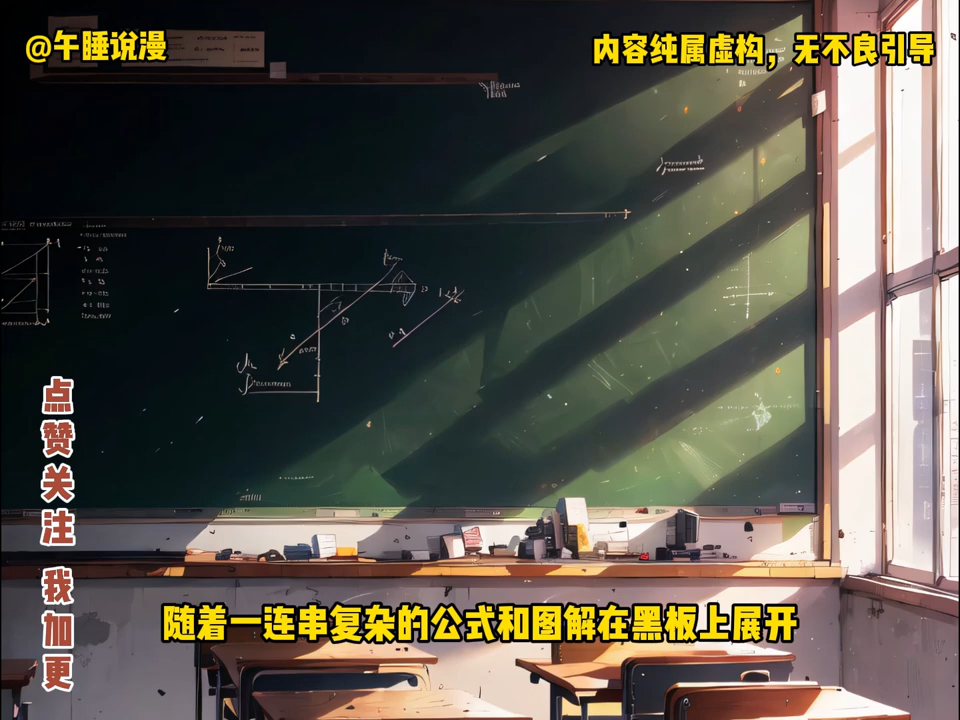 @午睡说漫
内容纯属虚构，无不良引导
点赞关注 我加更
随着一连串复杂的公式和图解在黑板上展开